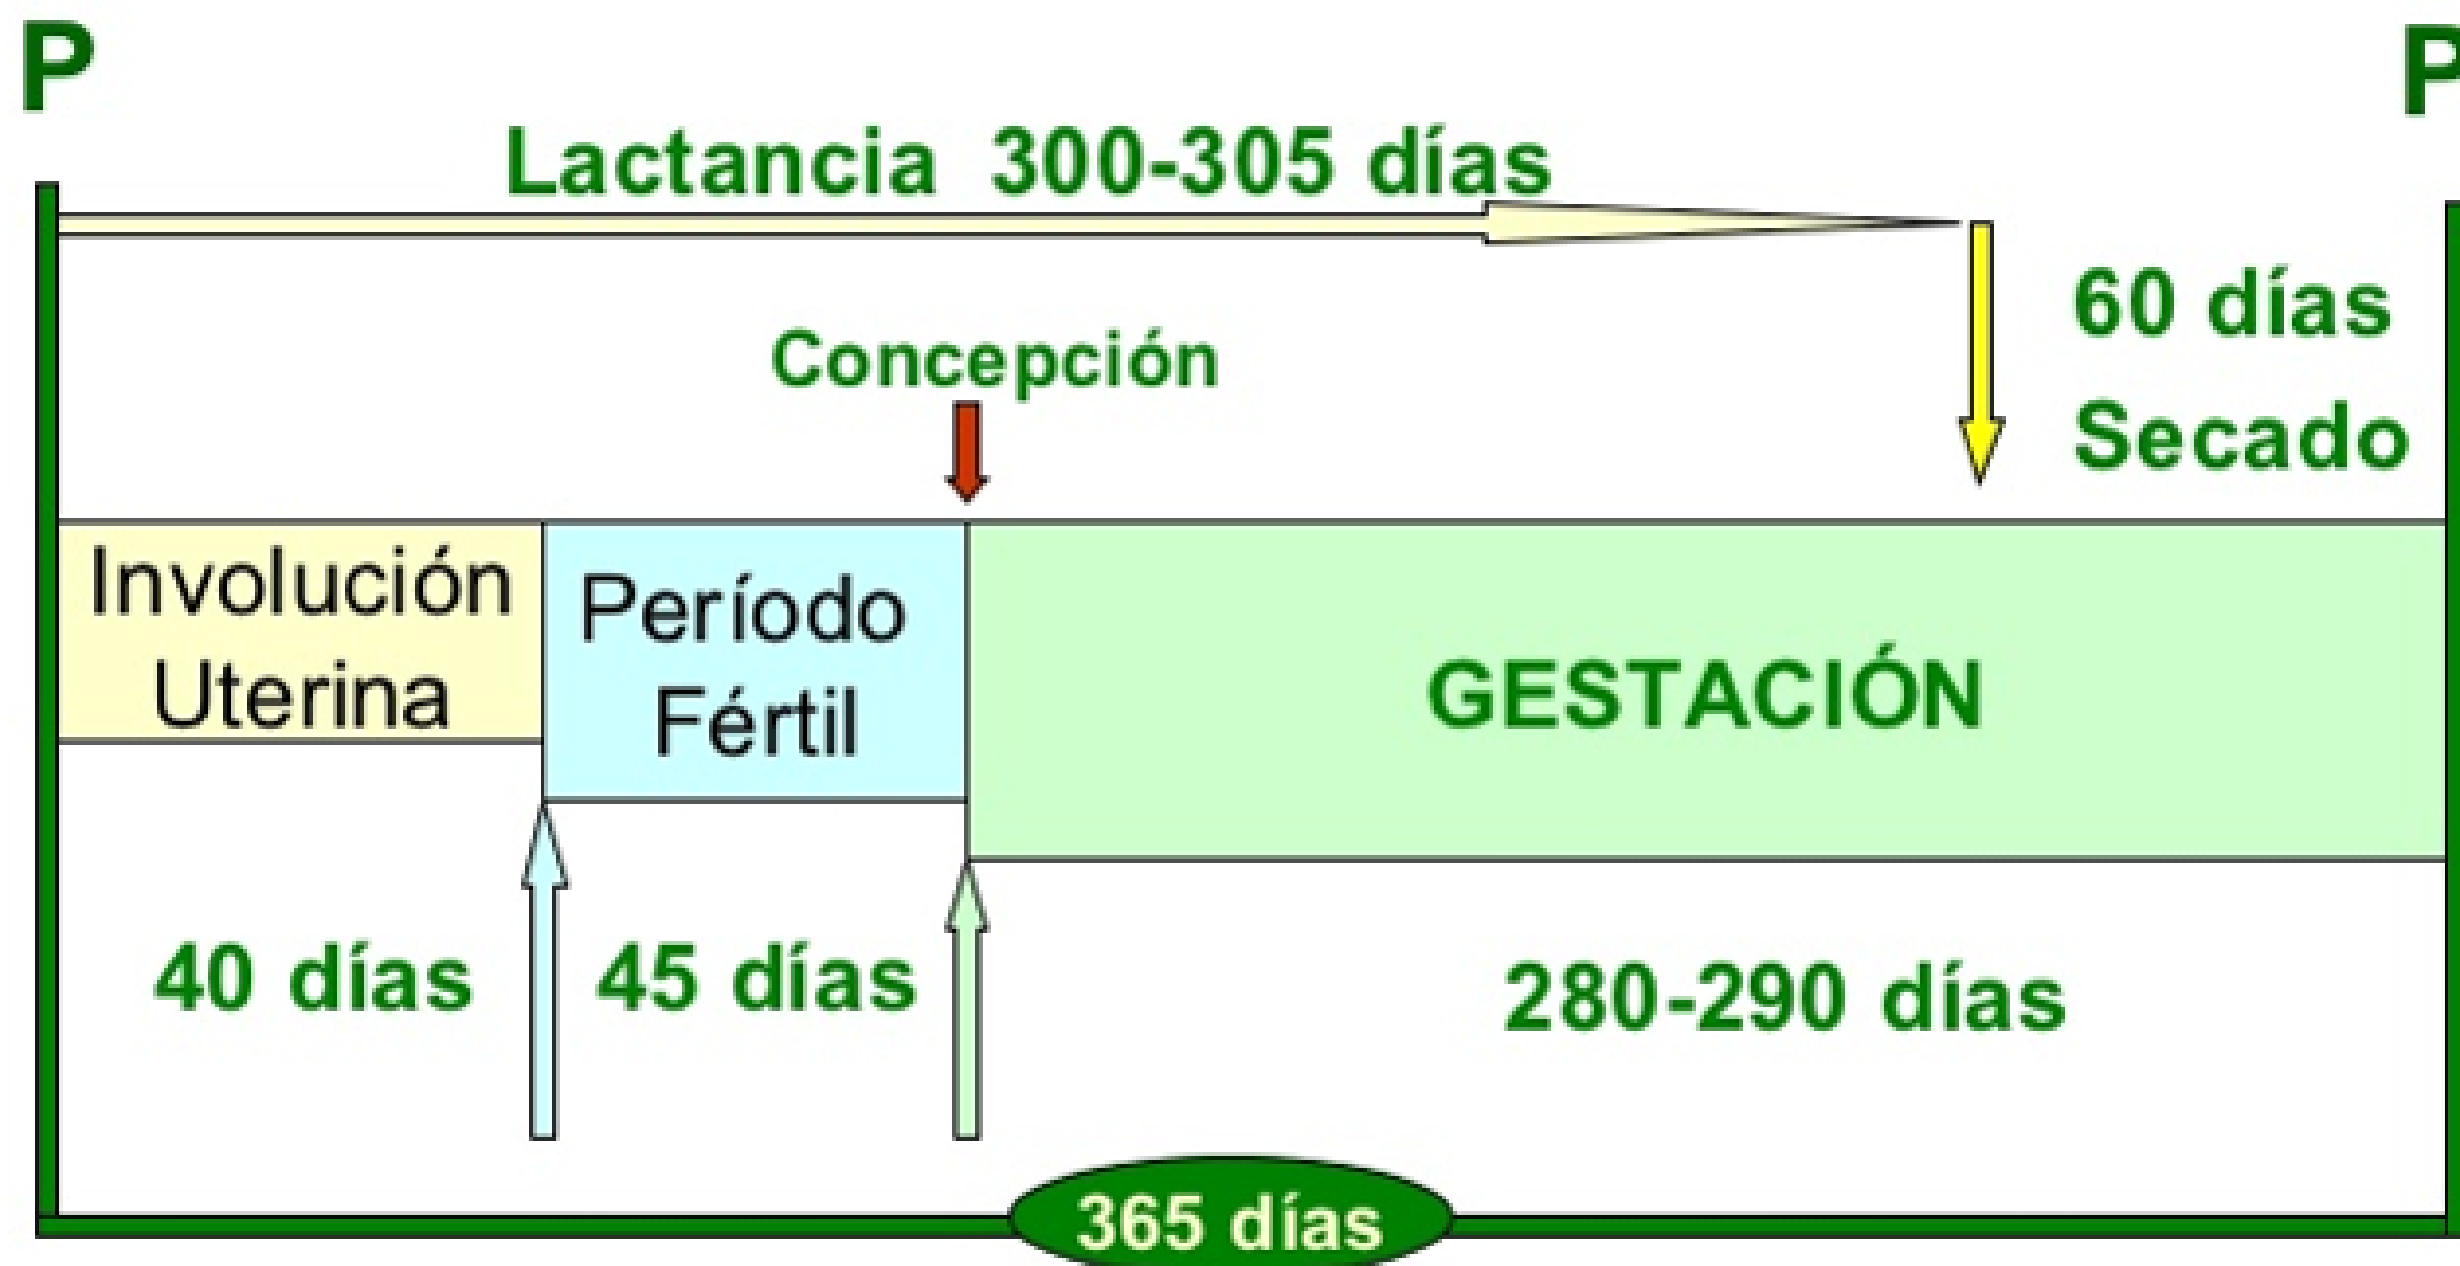 P
P
Lactancia 300-305 días
Concepción
60 días
Secado
Involución
Uterina
Período
Fértil
GESTACIÓN
40 días
45 días
280-290 días
365 días